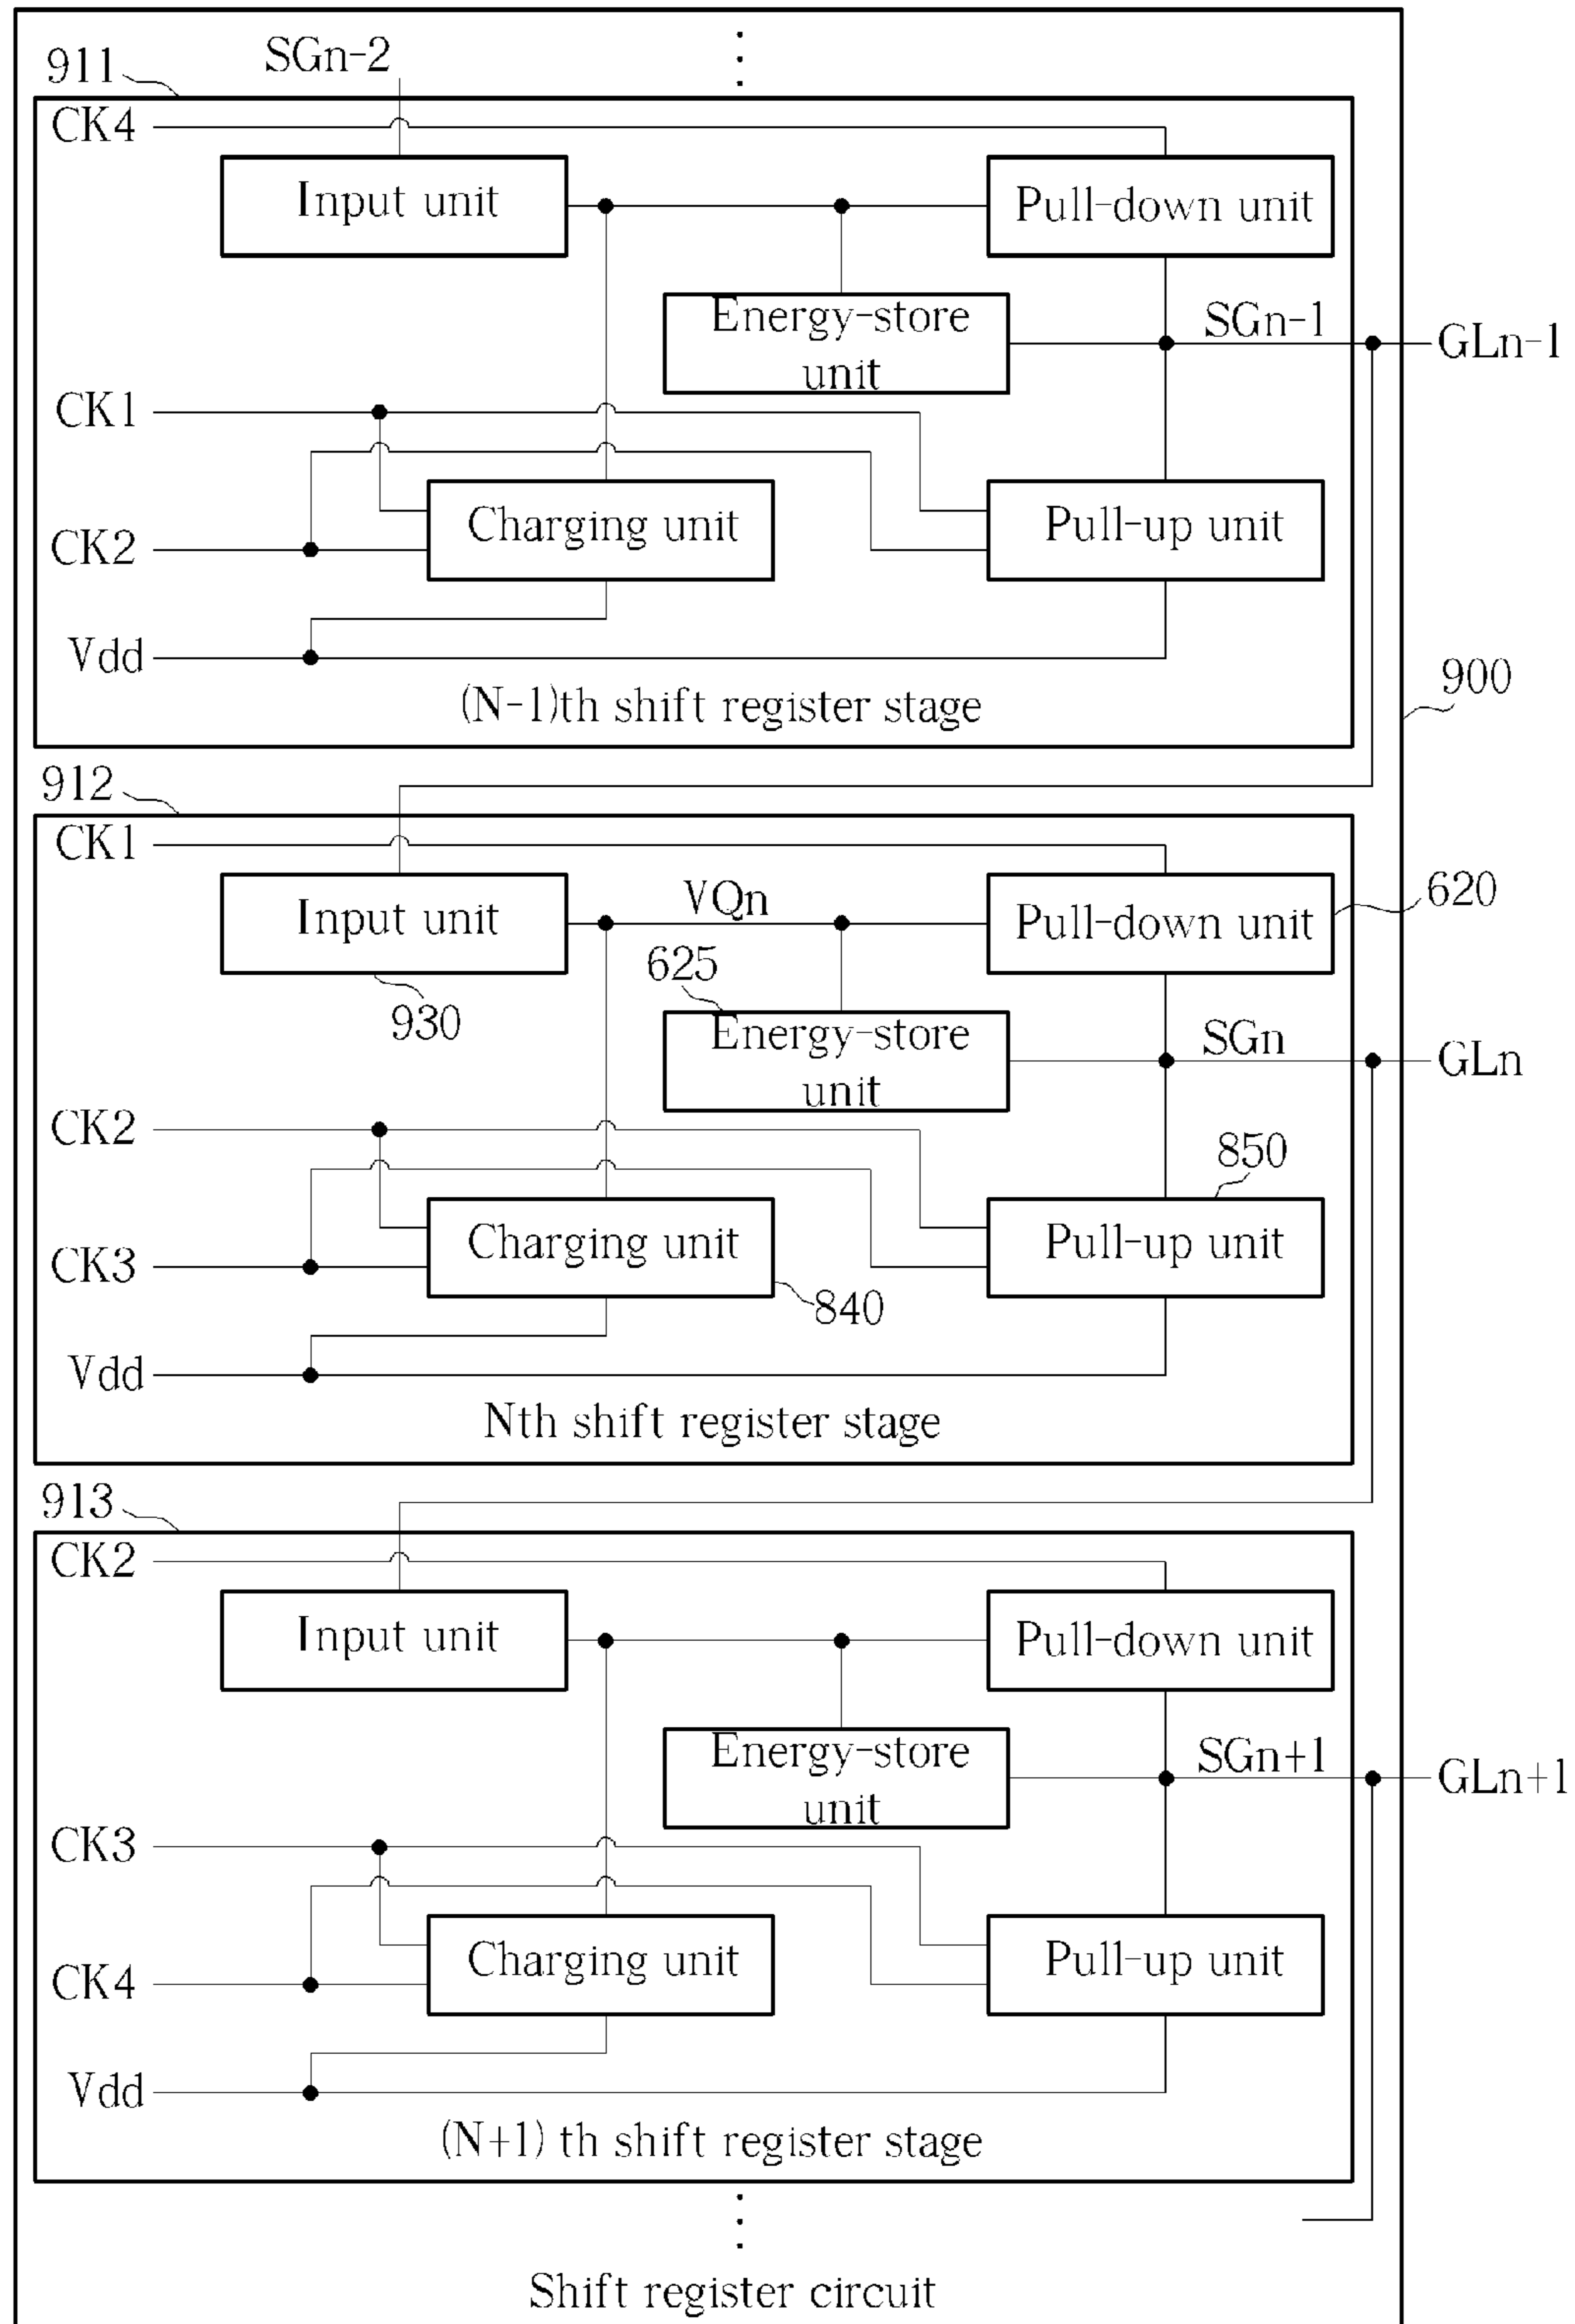 SGn-2
911
CK4
Input unit
Pull-down unit
Energy-store
unit
SGn-1
GLn-1
CK1
CK2
Charging unit
Pull-up unit
Vdd
(N-1)th shift register stage
900
912
CK1
Input unit
VQn
Pull-down unit
620
930
625
Energy-store
unit
SGn
GLn
CK2
850
CK3
Charging unit
Pull-up unit
840
Vdd
Nth shift register stage
913
CK2
Input unit
Pull-down unit
Energy-store
unit
SGn+1
GLn+1
CK3
CK4
Charging unit
Pull-up unit
Vdd
(N+1) th shift register stage
Shift register circuit